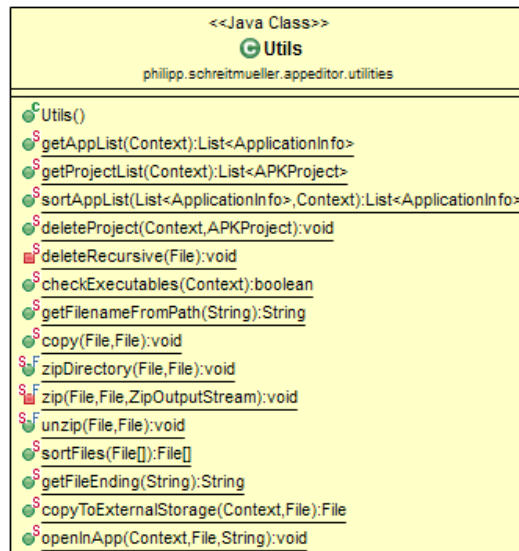 <<Java Class>>
C Utils
philipp.schreitmueller.appeditor.utilities
C Utils()
S getAppList(Context):List<ApplicationInfo>
S getProjectList(Context):List<APKProject>
S sortAppList(List<ApplicationInfo>,Context):List<ApplicationInfo>
S deleteProject(Context,APKProject):void
S deleteRecursive(File):void
S checkExecutables(Context):boolean
S getFilenameFromPath(String):String
S copy(File,File):void
S F zipDirectory(File,File):void
S F zip(File,File,ZipOutputStream):void
S F unzip(File,File):void
S sortFiles(File[]):File[]
S getFileEnding(String):String
S copyToExternalStorage(Context,File):File
S openInApp(Context,File,String):void